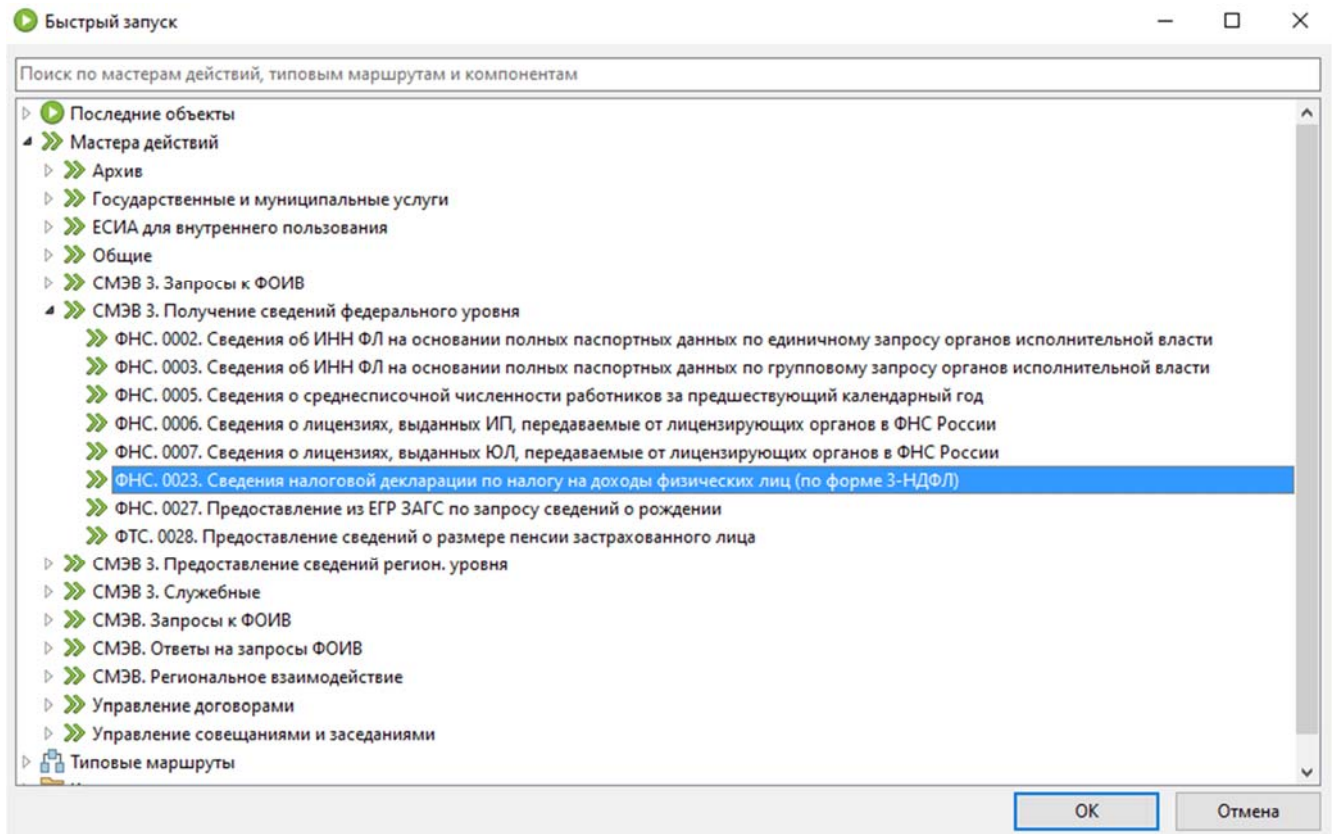 Быстрый запуск
Поиск по мастерам действий, типовым маршрутам и компонентам
Последние объекты
Мастера действий
Архив
Государственные и муниципальные услуги
ЕСИА для внутреннего пользования
Общие
СМЭВ 3. Запросы к ФОИВ
СМЭВ 3. Получение сведений федерального уровня
ФНС. 0002. Сведения об ИНН ФЛ на основании полных паспортных данных по единичному запросу органов исполнительной власти
ФНС. 0003. Сведения об ИНН ФЛ на основании полных паспортных данных по групповому запросу органов исполнительной власти
ФНС. 0005. Сведения о среднесписочной численности работников за предшествующий календарный год
ФНС. 0006. Сведения о лицензиях, выданных ИП, передаваемые от лицензирующих органов в ФНС России
ФНС. 0007. Сведения о лицензиях, выданных ЮЛ, передаваемые от лицензирующих органов в ФНС России
ФНС. 0023. Сведения налоговой декларации по налогу на доходы физических лиц (по форме 3-НДФЛ)
ФНС. 0027. Предоставление из ЕГР ЗАГС по запросу сведений о рождении
ФТС. 0028. Предоставление сведений о размере пенсии застрахованного лица
СМЭВ 3. Предоставление сведений регион. уровня
СМЭВ 3. Служебные
СМЭВ. Запросы к ФОИВ
СМЭВ. Ответы на запросы ФОИВ
СМЭВ. Региональное взаимодействие
Управление договорами
Управление совещаниями и заседаниями
Типовые маршруты
ОК Отмена